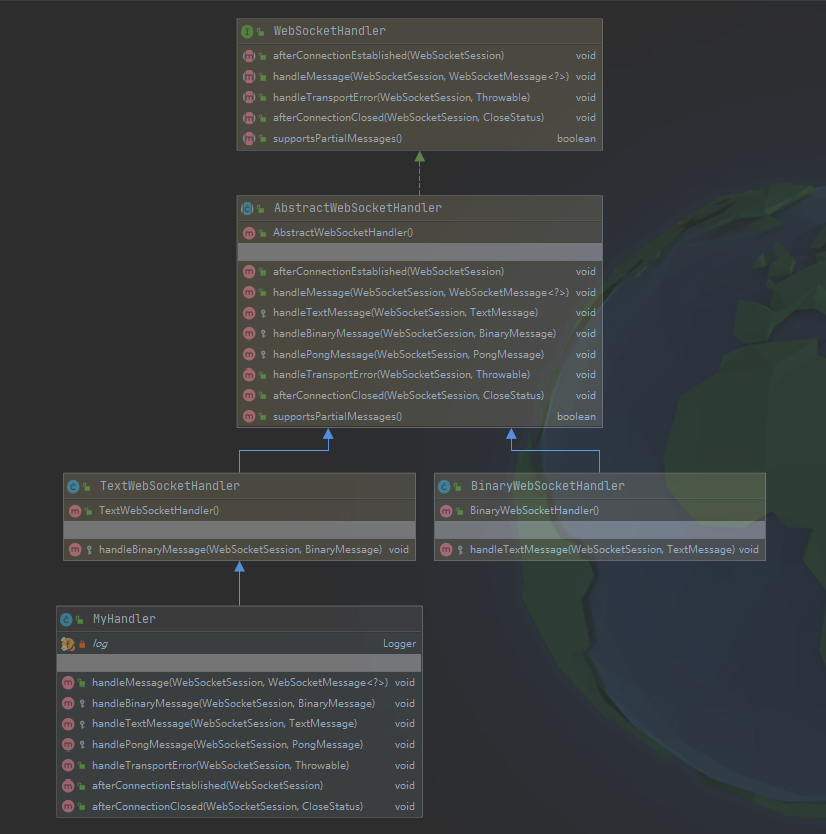 WebSocketHandler
afterConnectionEstablished(WebSocketSession) void
handleMessage(WebSocketSession, WebSocketMessage<?>) void
handleTransportError(WebSocketSession, Throwable) void
afterConnectionClosed(WebSocketSession, CloseStatus) void
supportsPartialMessages() boolean
AbstractWebSocketHandler
AbstractWebSocketHandler()
afterConnectionEstablished(WebSocketSession) void
handleMessage(WebSocketSession, WebSocketMessage<?>) void
handleTextMessage(WebSocketSession, TextMessage) void
handleBinaryMessage(WebSocketSession, BinaryMessage) void
handlePongMessage(WebSocketSession, PongMessage) void
handleTransportError(WebSocketSession, Throwable) void
afterConnectionClosed(WebSocketSession, CloseStatus) void
supportsPartialMessages() boolean
TextWebSocketHandler
TextWebSocketHandler()
handleBinaryMessage(WebSocketSession, BinaryMessage) void
BinaryWebSocketHandler
BinaryWebSocketHandler()
handleTextMessage(WebSocketSession, TextMessage) void
MyHandler
log Logger
handleMessage(WebSocketSession, WebSocketMessage<?>) void
handleBinaryMessage(WebSocketSession, BinaryMessage) void
handleTextMessage(WebSocketSession, TextMessage) void
handlePongMessage(WebSocketSession, PongMessage) void
handleTransportError(WebSocketSession, Throwable) void
afterConnectionEstablished(WebSocketSession) void
afterConnectionClosed(WebSocketSession, CloseStatus) void